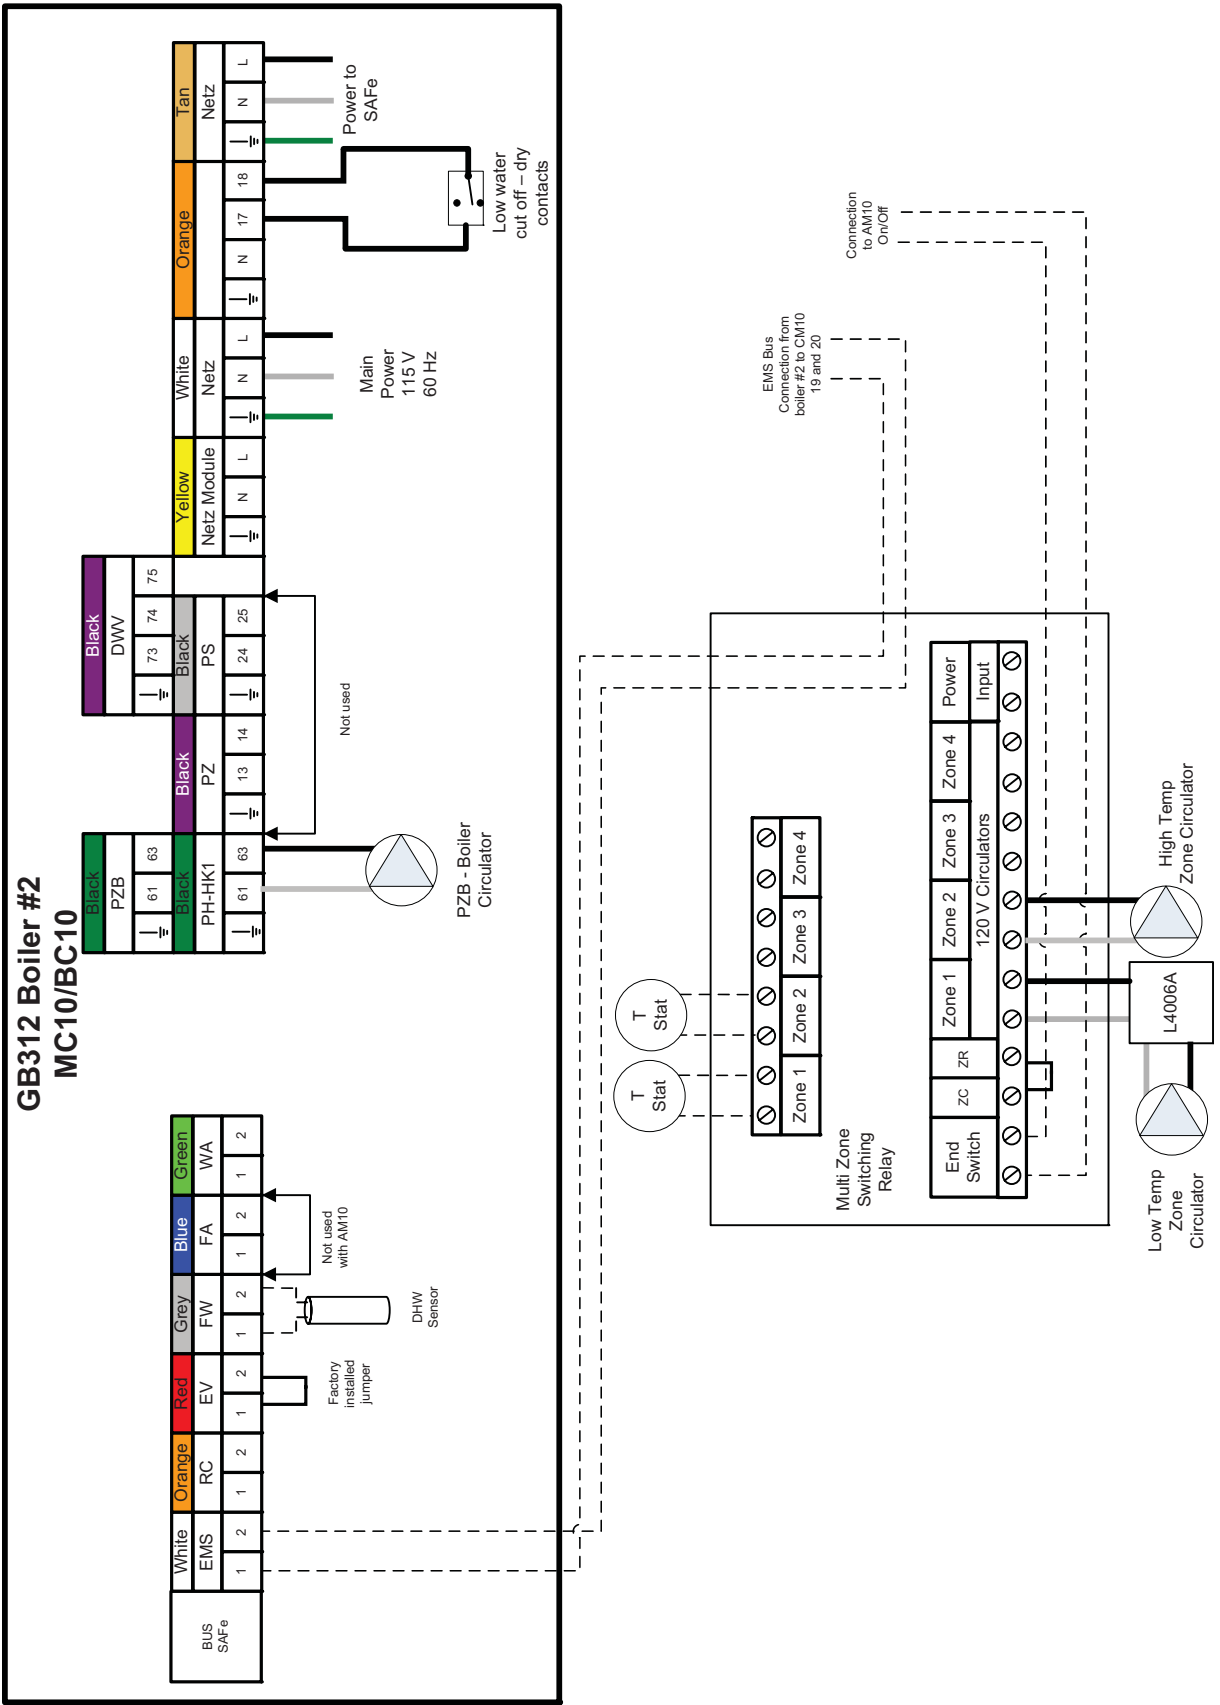 GB312 Boiler #2
MC10/BC10
BUS
SAFe
White
EMS
1
2
Orange
RC
1
2
Red
EV
1
2
Grey
FW
1
2
Blue
FA
1
2
Green
WA
1
2
Factory
installed
jumper
DHW
Sensor
Not used
with AM10
Black
PZB
61
63
Black
PH-HK1
61
63
Black
PZ
13
14
Black
DWV
73
74
75
Black
PS
24
25
Yellow
Netz Module
N
L
White
Netz
N
L
Orange
N
17
18
Tan
Netz
N
L
PZB - Boiler
Circulator
Not used
Main
Power
115 V
60 Hz
Low water
cut off – dry
contacts
Power to
SAFe
T
Stat
T
Stat
Zone 1
Zone 2
Zone 3
Zone 4
Multi Zone
Switching
Relay
End
Switch
ZC
ZR
Zone 1
Zone 2
Zone 3
Zone 4
120 V Circulators
Power
Input
EMS Bus
Connection from
boiler #2 to CM10
19 and 20
Connection
to AM10
On/Off
Low Temp
Zone
Circulator
L4006A
High Temp
Zone Circulator